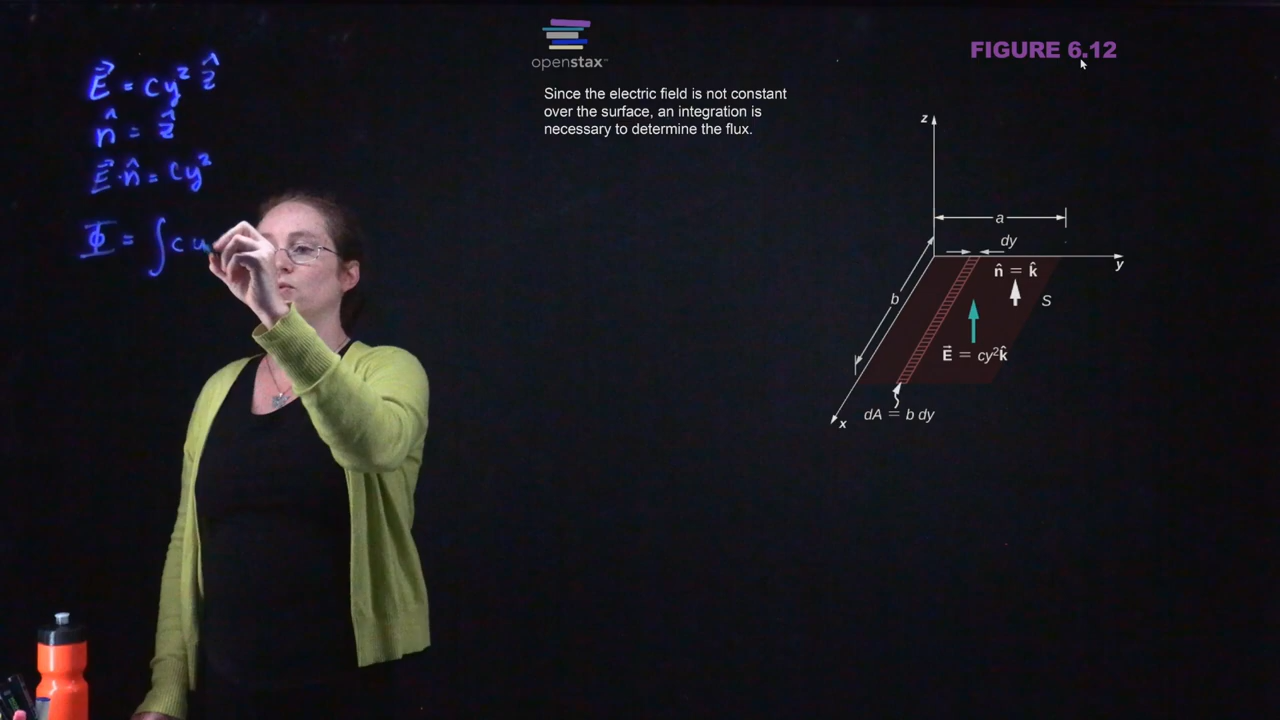 E⃗ = cy² ẑ
n̂ = ẑ
E⃗·n̂ = cy²
Φ = ∫ c y
openstax™
Since the electric field is not constant
over the surface, an integration is
necessary to determine the flux.
FIGURE 6.12
z
a
dy
y
n̂ = k̂
b
S
E⃗ = cy²k̂
dA = b dy
x